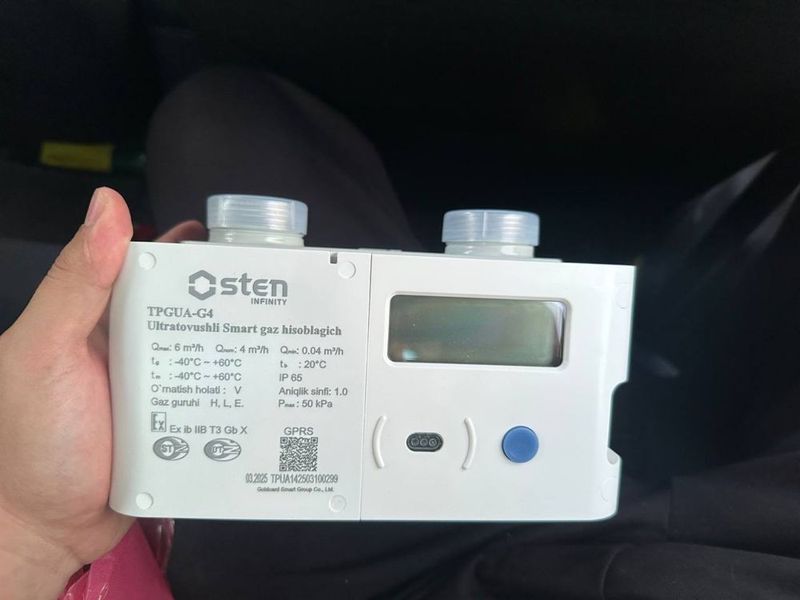 Osten
INFINITY
TPGUA-G4
Ultratovushli Smart gaz hisoblagich
Qmax: 6 m³/h Qnom: 4 m³/h Qmin: 0.04 m³/h
tg : -40°C ~ +60°C tb : 20°C
tm : -40°C ~ +60°C IP 65
O`rnatish holati : V Aniqlik sinfi: 1.0
Gaz guruhi H, L, E. Pmax : 50 kPa
Ex Ex ib IIB T3 Gb X
GPRS
03.2025 TPUA142503100299
Goldcard Smart Group Co., Ltd.